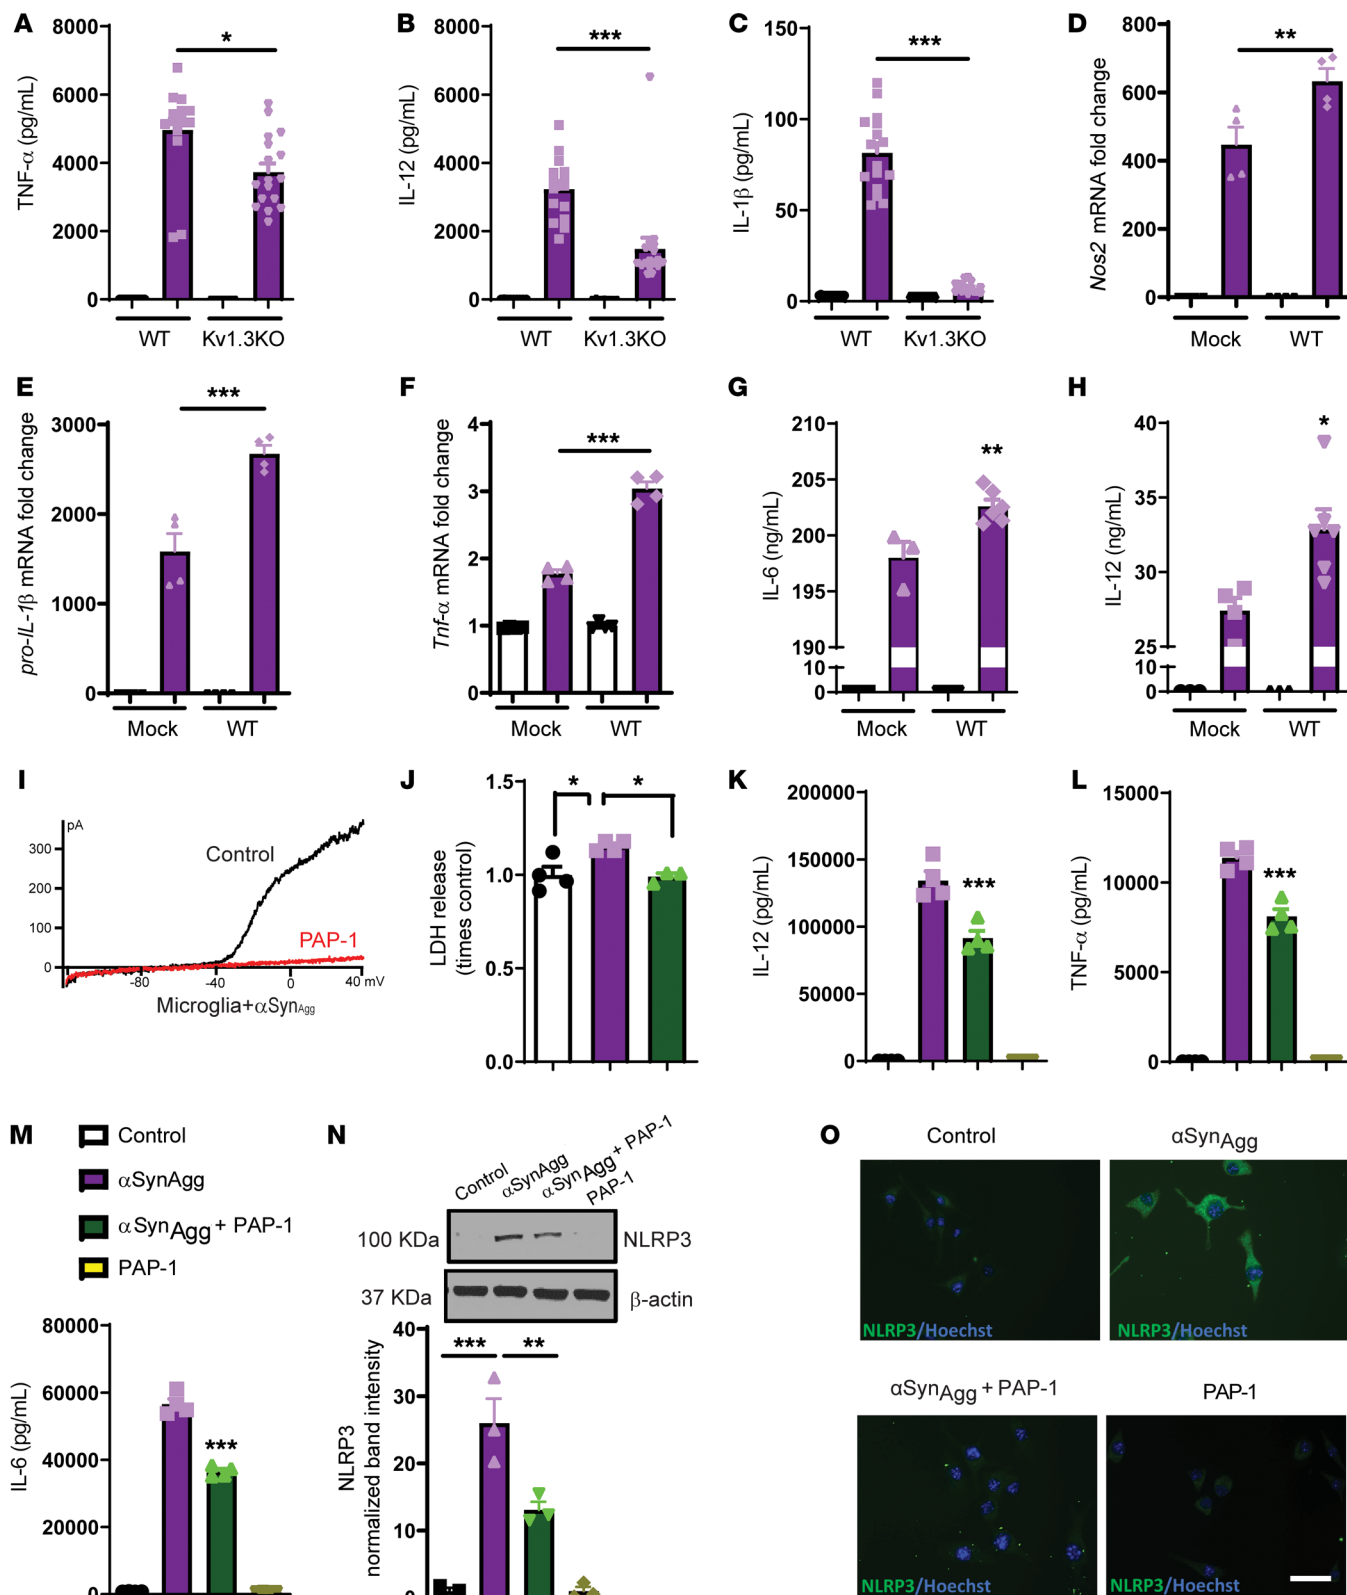 A
8000
6000
4000
2000
0
TNF-α (pg/mL)
*
WT
Kv1.3KO
B
8000
6000
4000
2000
0
IL-12 (pg/mL)
***
WT
Kv1.3KO
C
150
100
50
0
IL-1β (pg/mL)
***
WT
Kv1.3KO
D
800
600
400
200
0
Nos2 mRNA fold change
**
Mock
WT
E
3000
2000
1000
0
pro-IL-1β mRNA fold change
***
Mock
WT
F
4
3
2
1
0
Tnf-α mRNA fold change
***
Mock
WT
G
210
205
200
195
190
10
0
IL-6 (ng/mL)
**
Mock
WT
H
40
35
30
25
10
0
IL-12 (ng/mL)
*
Mock
WT
I
pA
300
200
100
0
-80
-40
0
40 mV
Control
PAP-1
Microglia+αSynAgg
J
1.5
1.0
0.5
0.0
LDH release
(times control)
*
*
K
200000
150000
100000
50000
0
IL-12 (pg/mL)
***
L
15000
10000
5000
0
TNF-α (pg/mL)
***
M
Control
αSynAgg
αSynAgg + PAP-1
PAP-1
80000
60000
40000
20000
0
IL-6 (pg/mL)
***
N
Control
αSynAgg
αSynAgg + PAP-1
PAP-1
100 KDa
NLRP3
37 KDa
β-actin
40
30
20
10
0
NLRP3
normalized band intensity
***
**
O
Control
αSynAgg
NLRP3/Hoechst
NLRP3/Hoechst
αSynAgg + PAP-1
PAP-1
NLRP3/Hoechst
NLRP3/Hoechst